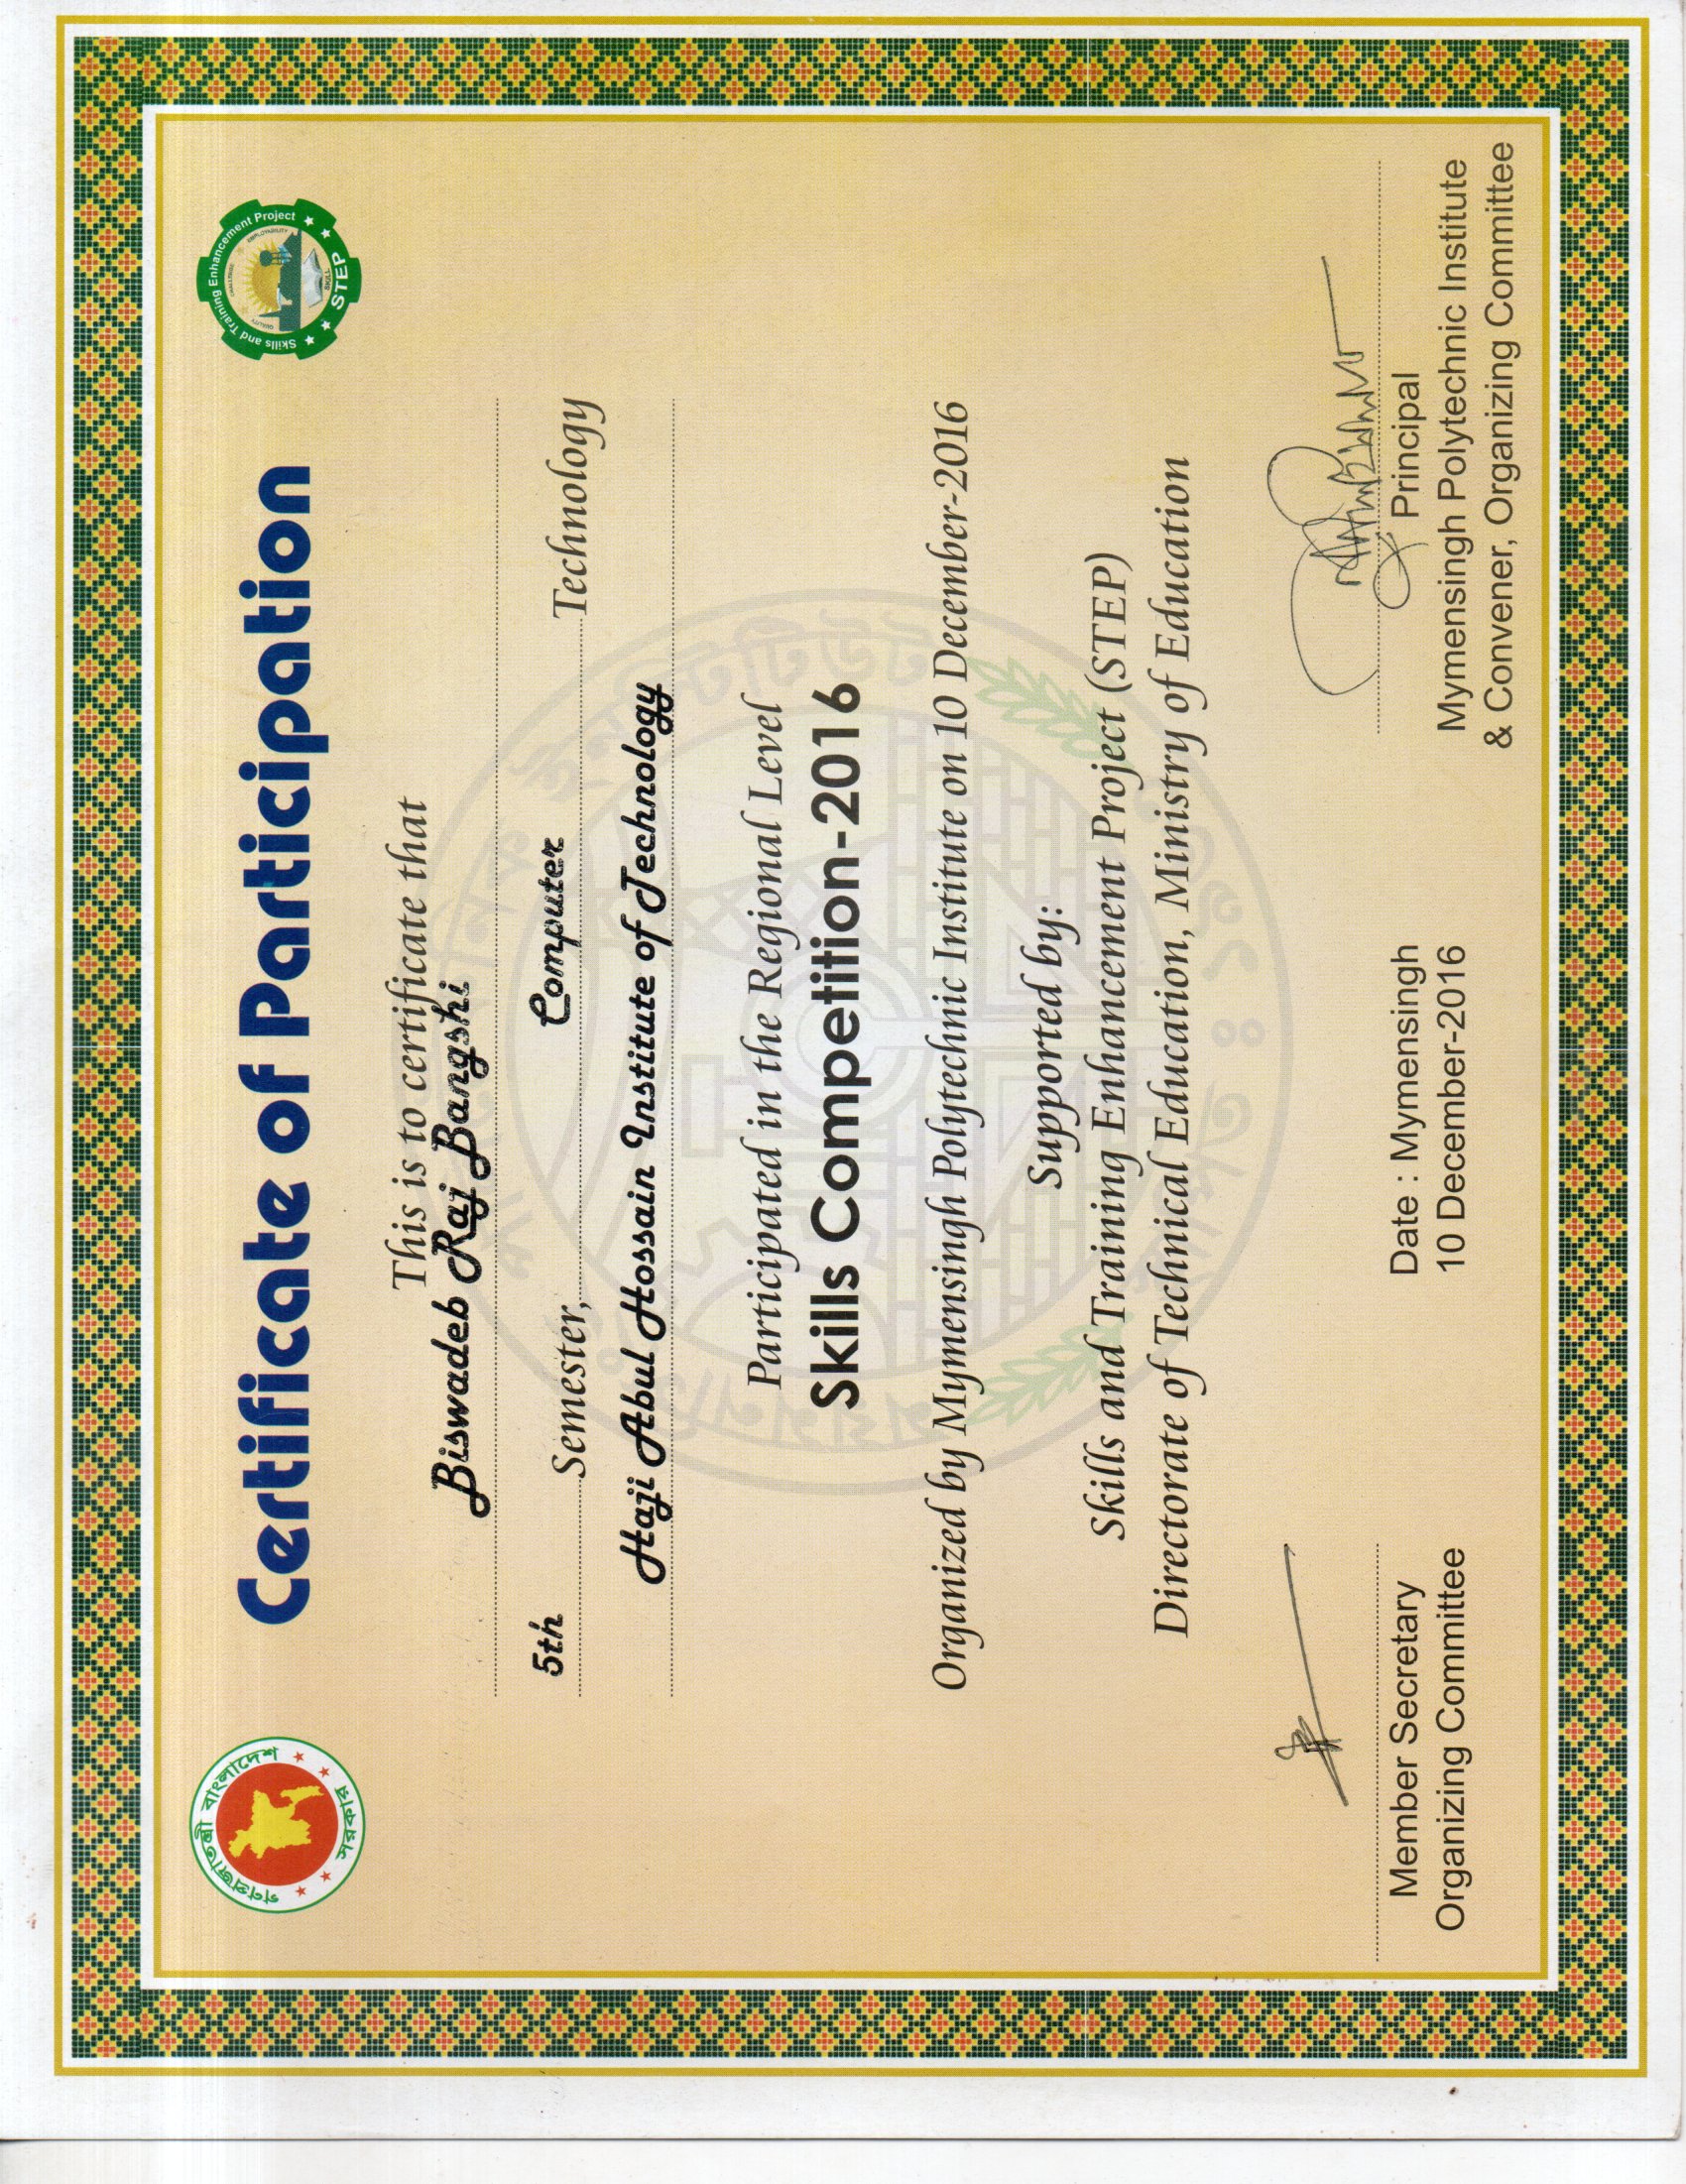 গণপ্রজাতন্ত্রী বাংলাদেশ
সরকার
Certificate of Participation
Skills and Training Enhancement Project
CHALLENGE
SKILL
STEP
This is to certificate that
Biswadeb Raj Bangshi
5th Semester, Computer Technology
Haji Abul Hossain Institute of Technology
Participated in the Regional Level
Skills Competition-2016
Organized by Mymensingh Polytechnic Institute on 10 December-2016
Supported by:
Skills and Training Enhancement Project (STEP)
Directorate of Technical Education, Ministry of Education
Member Secretary
Organizing Committee
Date : Mymensingh
10 December-2016
Principal
Mymensingh Polytechnic Institute
& Convener, Organizing Committee